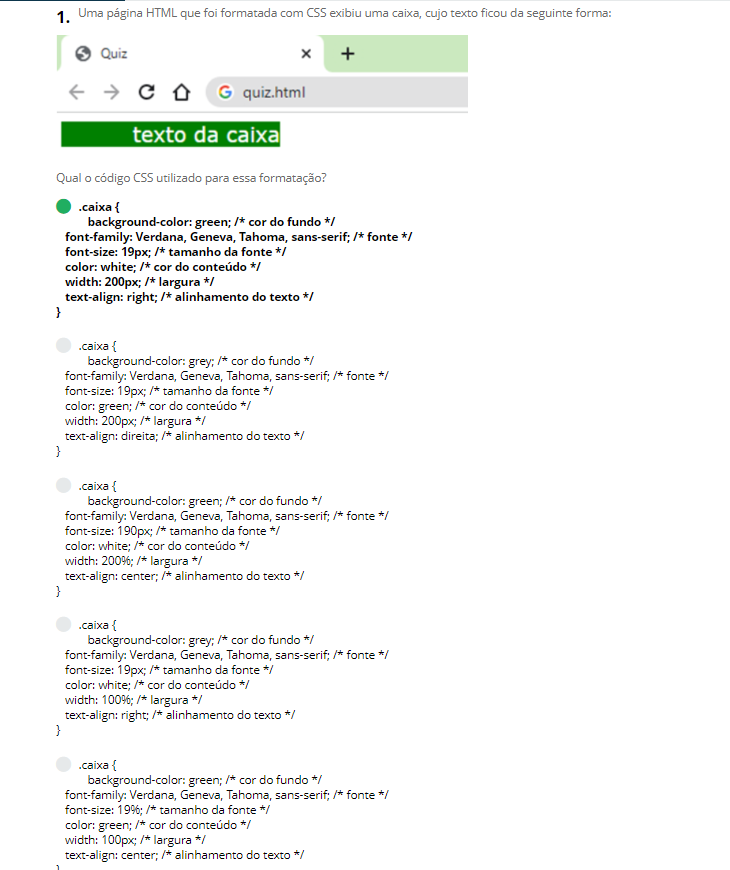 1. Uma página HTML que foi formatada com CSS exibiu uma caixa, cujo texto ficou da seguinte forma:
Quiz
quiz.html
texto da caixa
Qual o código CSS utilizado para essa formatação?
.caixa {
background-color: green; /* cor do fundo */
font-family: Verdana, Geneva, Tahoma, sans-serif; /* fonte */
font-size: 19px; /* tamanho da fonte */
color: white; /* cor do conteúdo */
width: 200px; /* largura */
text-align: right; /* alinhamento do texto */
}
.caixa {
background-color: grey; /* cor do fundo */
font-family: Verdana, Geneva, Tahoma, sans-serif; /* fonte */
font-size: 19px; /* tamanho da fonte */
color: green; /* cor do conteúdo */
width: 200px; /* largura */
text-align: direita; /* alinhamento do texto */
}
.caixa {
background-color: green; /* cor do fundo */
font-family: Verdana, Geneva, Tahoma, sans-serif; /* fonte */
font-size: 190px; /* tamanho da fonte */
color: white; /* cor do conteúdo */
width: 200%; /* largura */
text-align: center; /* alinhamento do texto */
}
.caixa {
background-color: grey; /* cor do fundo */
font-family: Verdana, Geneva, Tahoma, sans-serif; /* fonte */
font-size: 19px; /* tamanho da fonte */
color: white; /* cor do conteúdo */
width: 100%; /* largura */
text-align: right; /* alinhamento do texto */
}
.caixa {
background-color: green; /* cor do fundo */
font-family: Verdana, Geneva, Tahoma, sans-serif; /* fonte */
font-size: 19%; /* tamanho da fonte */
color: green; /* cor do conteúdo */
width: 100px; /* largura */
text-align: center; /* alinhamento do texto */
}